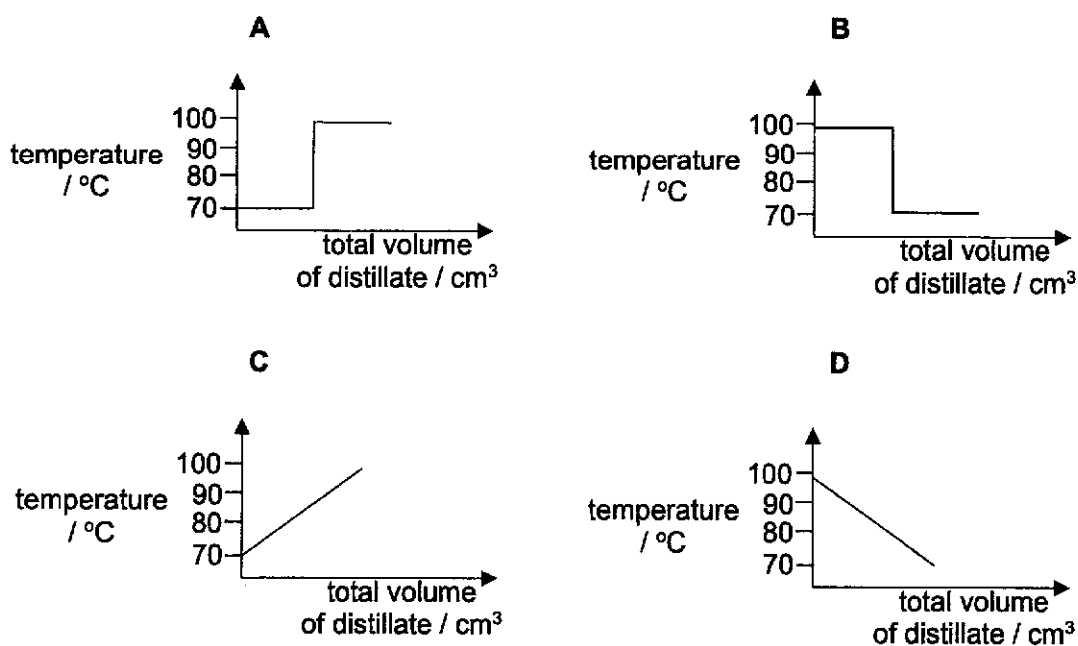 A
100
90
80
70
temperature
/ °C
total volume
of distillate / cm³
B
100
90
80
70
temperature
/ °C
total volume
of distillate / cm³
C
100
90
80
70
temperature
/ °C
total volume
of distillate / cm³
D
100
90
80
70
temperature
/ °C
total volume
of distillate / cm³